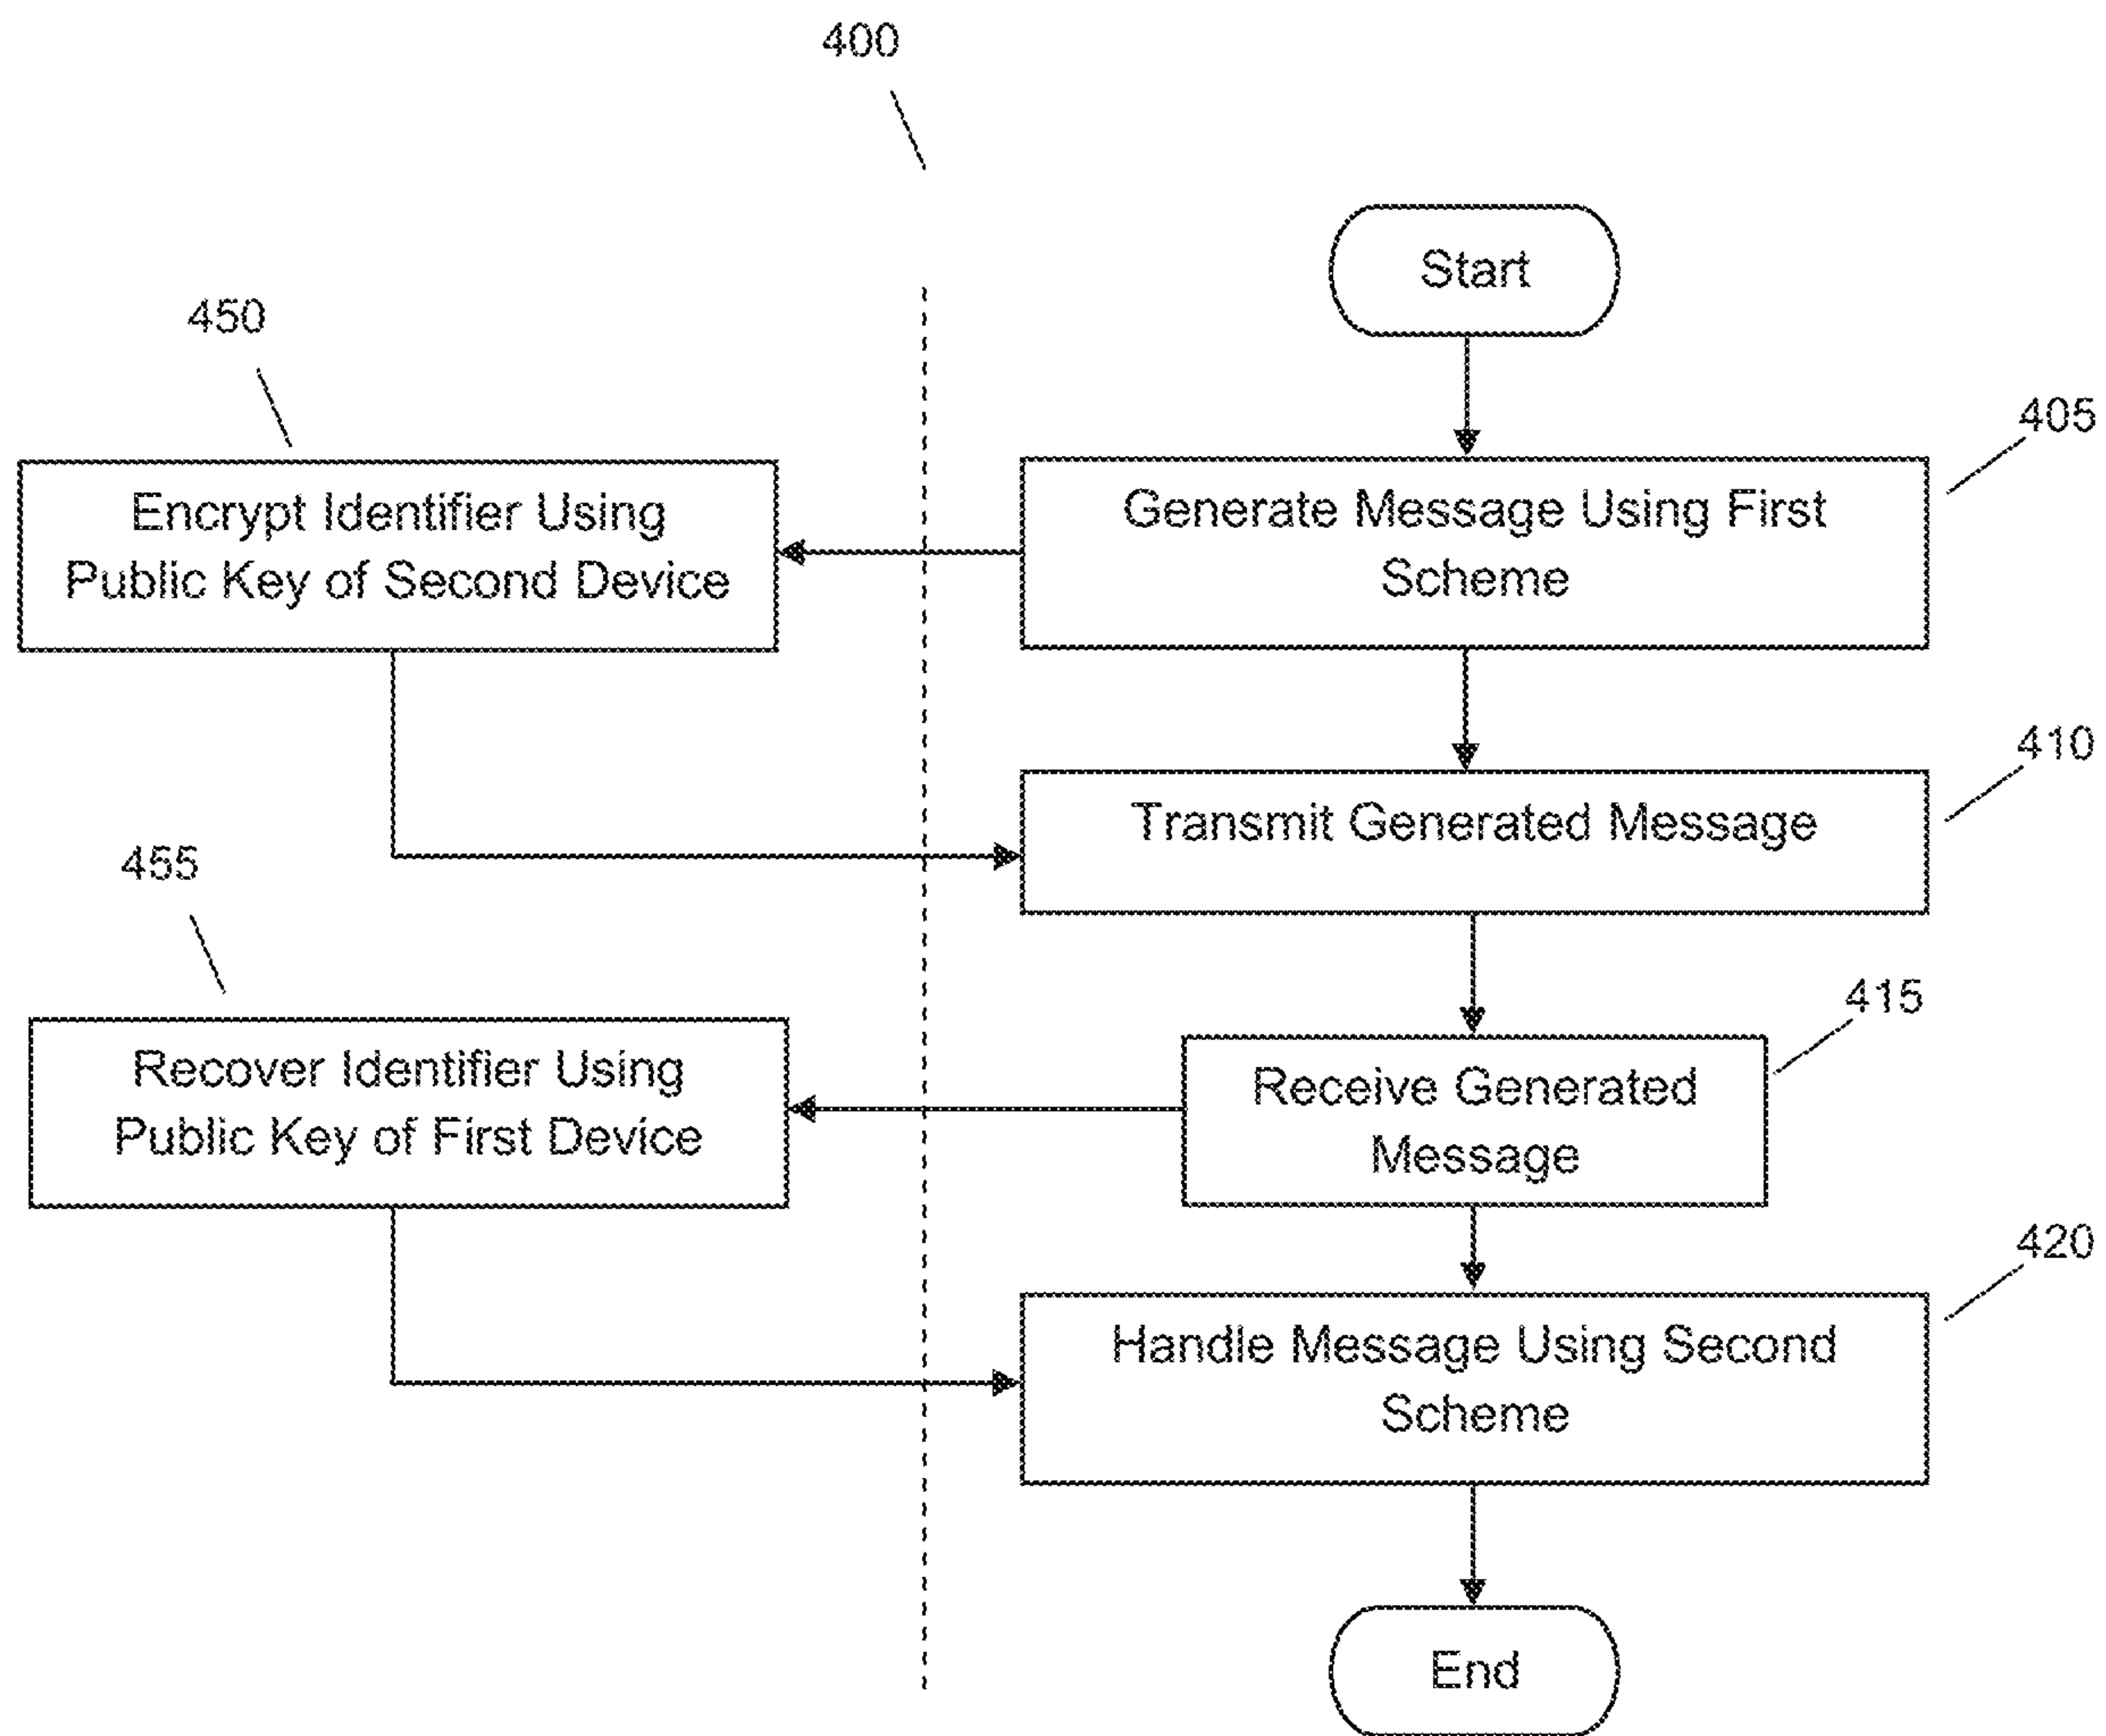 400
Start
450
405
Encrypt Identifier Using
Public Key of Second Device
Generate Message Using First
Scheme
410
Transmit Generated Message
455
415
Recover Identifier Using
Public Key of First Device
Receive Generated
Message
420
Handle Message Using Second
Scheme
End